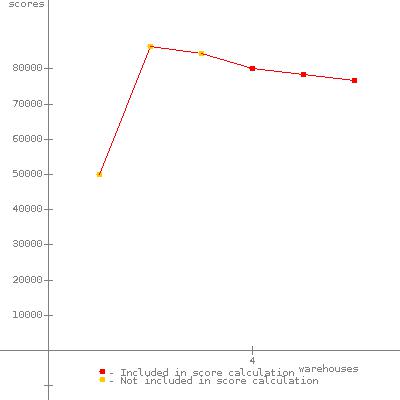 scores
80000
70000
60000
50000
40000
30000
20000
10000
4
warehouses
- Included in score calculation
- Not included in score calculation